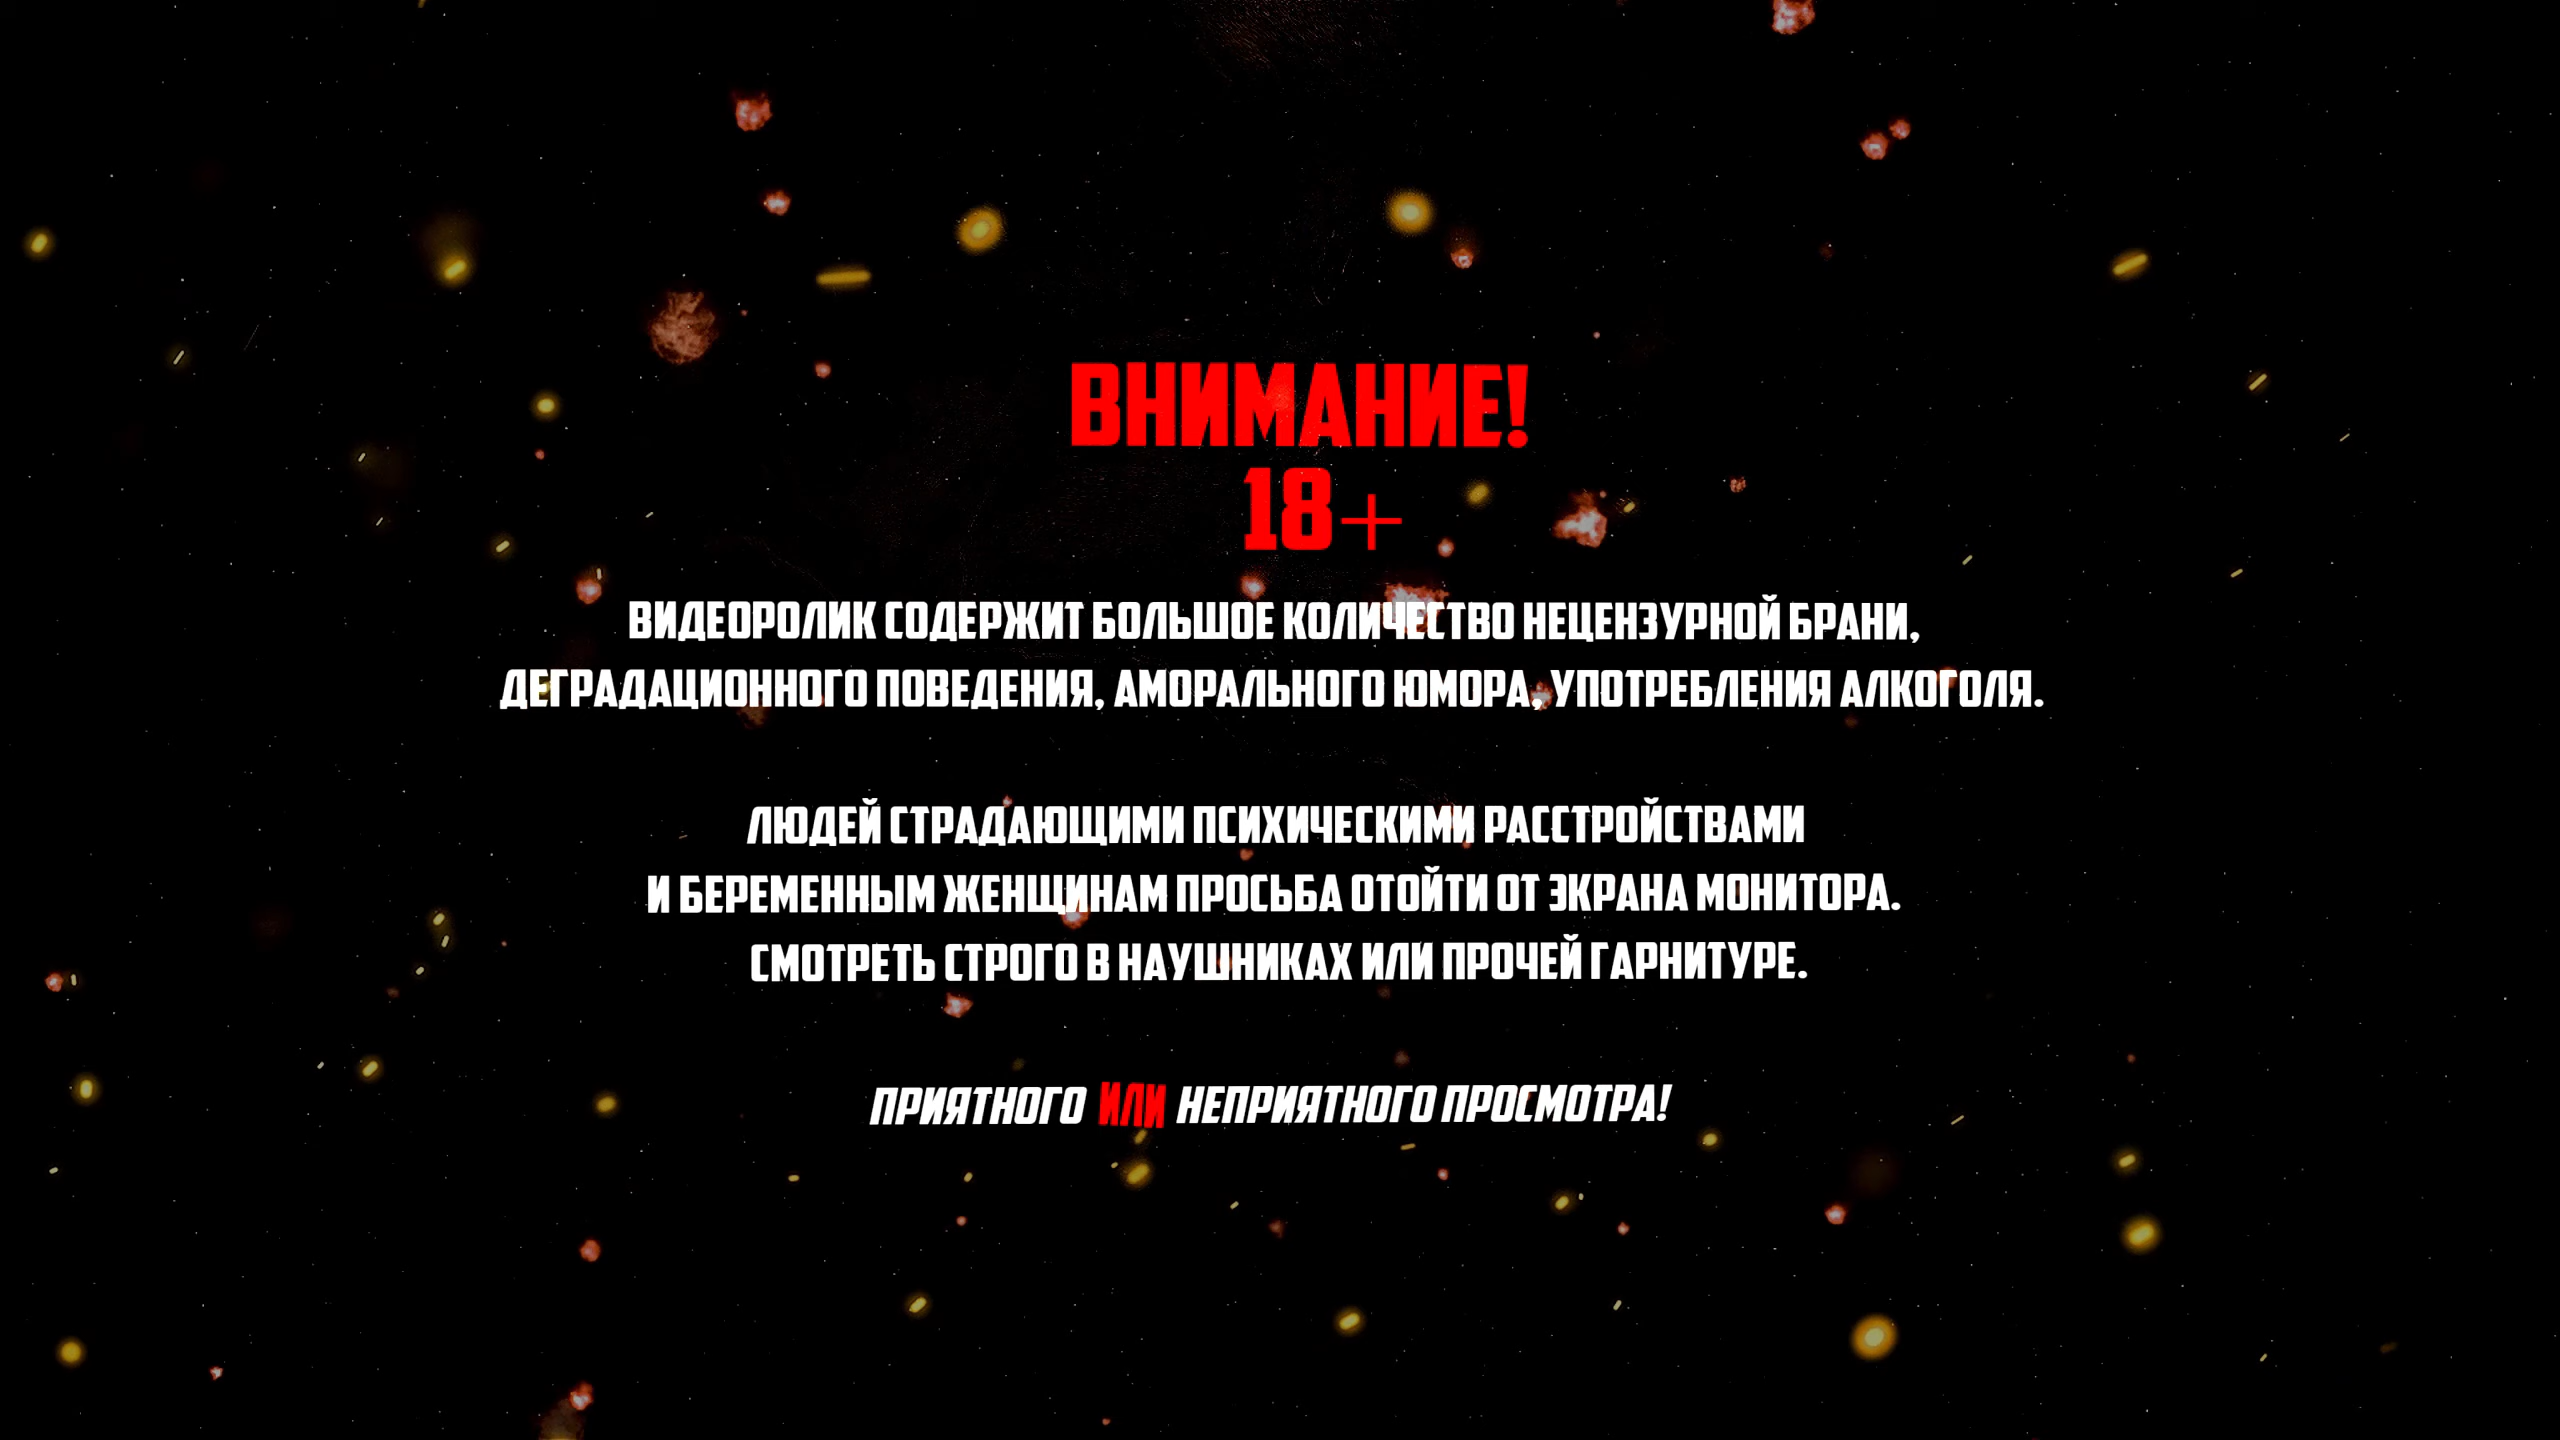 ВНИМАНИЕ!
18+
ВИДЕОРОЛИК СОДЕРЖИТ БОЛЬШОЕ КОЛИЧЕСТВО НЕЦЕНЗУРНОЙ БРАНИ,
ДЕГРАДАЦИОННОГО ПОВЕДЕНИЯ, АМОРАЛЬНОГО ЮМОРА, УПОТРЕБЛЕНИЯ АЛКОГОЛЯ.
ЛЮДЕЙ СТРАДАЮЩИМИ ПСИХИЧЕСКИМИ РАССТРОЙСТВАМИ
И БЕРЕМЕННЫМ ЖЕНЩИНАМ ПРОСЬБА ОТОЙТИ ОТ ЭКРАНА МОНИТОРА.
СМОТРЕТЬ СТРОГО В НАУШНИКАХ ИЛИ ПРОЧЕЙ ГАРНИТУРЕ.
ПРИЯТНОГО ИЛИ НЕПРИЯТНОГО ПРОСМОТРА!